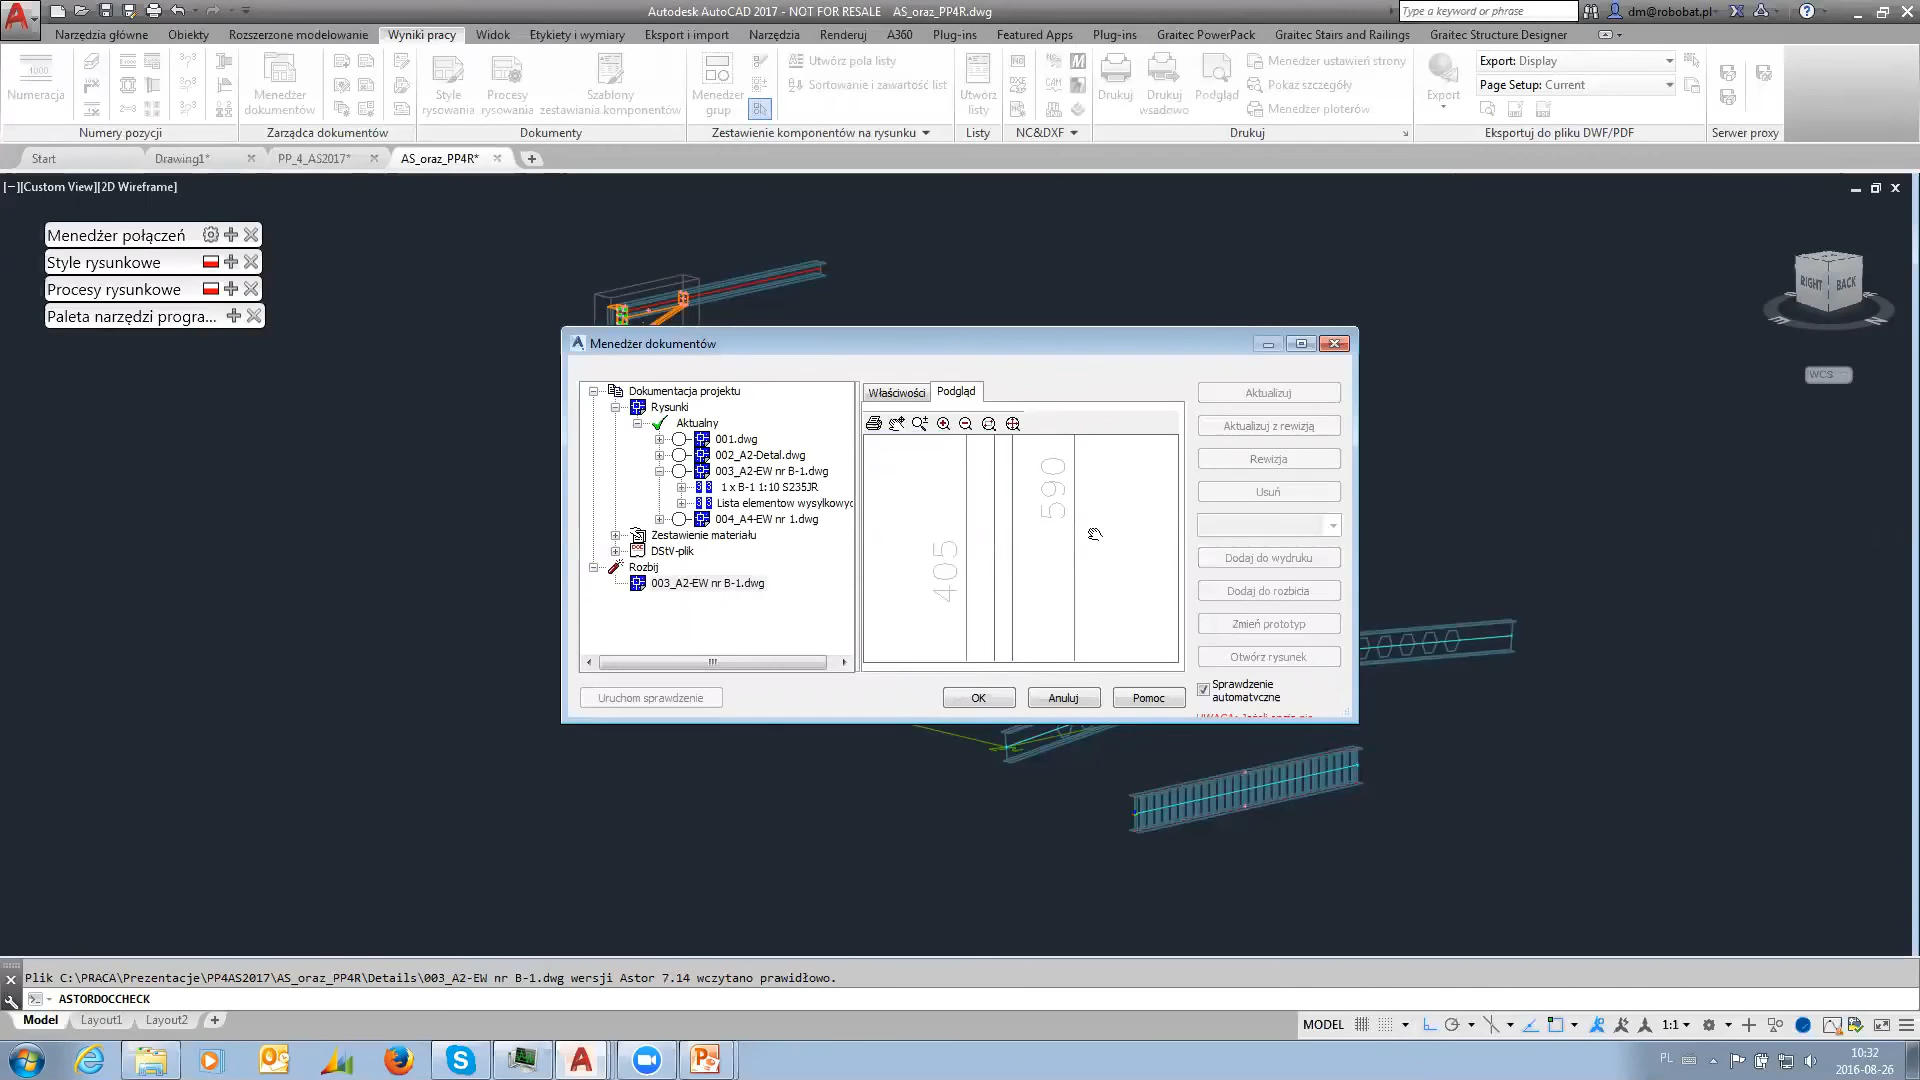 Autodesk AutoCAD 2017 - NOT FOR RESALE AS_oraz_PP4R.dwg
Type a keyword or phrase
dm@robobat.pl
Narzędzia główne Obiekty Rozszerzone modelowanie Wyniki pracy Widok Etykiety i wymiary Eksport i import Narzędzia Renderuj A360 Plug-ins Featured Apps Plug-ins Graitec PowerPack Graitec Stairs and Railings Graitec Structure Designer
Numeracja
Menedżer dokumentów
Style rysowania
Procesy rysowania
Szablony zestawiania komponentów
Menedżer grup
Utwórz pola listy
Sortowanie i zawartość list
Utwórz listy
Drukuj
Drukuj wsadowo
Podgląd
Menedżer ustawień strony
Pokaz szczegóły
Menedżer ploterów
Export
Export: Display
Page Setup: Current
Numery pozycji Zarządca dokumentów Dokumenty Zestawienie komponentów na rysunku Listy NC&DXF Drukuj Eksportuj do pliku DWF/PDF Serwer proxy
Start Drawing1* PP_4_AS2017* AS_oraz_PP4R*
[−][Custom View][2D Wireframe]
Menedżer połączeń
Style rysunkowe
Procesy rysunkowe
Paleta narzędzi progra...
RIGHT BACK
WCS
Menedżer dokumentów
Dokumentacja projektu
Rysunki
Aktualny
001.dwg
002_A2-Detal.dwg
003_A2-EW nr B-1.dwg
1 x B-1 1:10 S235JR
Lista elementow wysylkowyc
004_A4-EW nr 1.dwg
Zestawienie materiału
DStV-plik
Rozbij
003_A2-EW nr B-1.dwg
Właściwości Podgląd
405
590
Aktualizuj
Aktualizuj z rewizją
Rewizja
Usuń
Dodaj do wydruku
Dodaj do rozbicia
Zmień prototyp
Otwórz rysunek
Sprawdzenie automatyczne
Uruchom sprawdzenie OK Anuluj Pomoc
Plik C:\PRACA\Prezentacje\PP4AS2017\AS_oraz_PP4R\Details\003_A2-EW nr B-1.dwg wersji Astor 7.14 wczytano prawidłowo.
ASTORDOCCHECK
Model Layout1 Layout2
MODEL 1:1
PL
10:32
2016-08-26